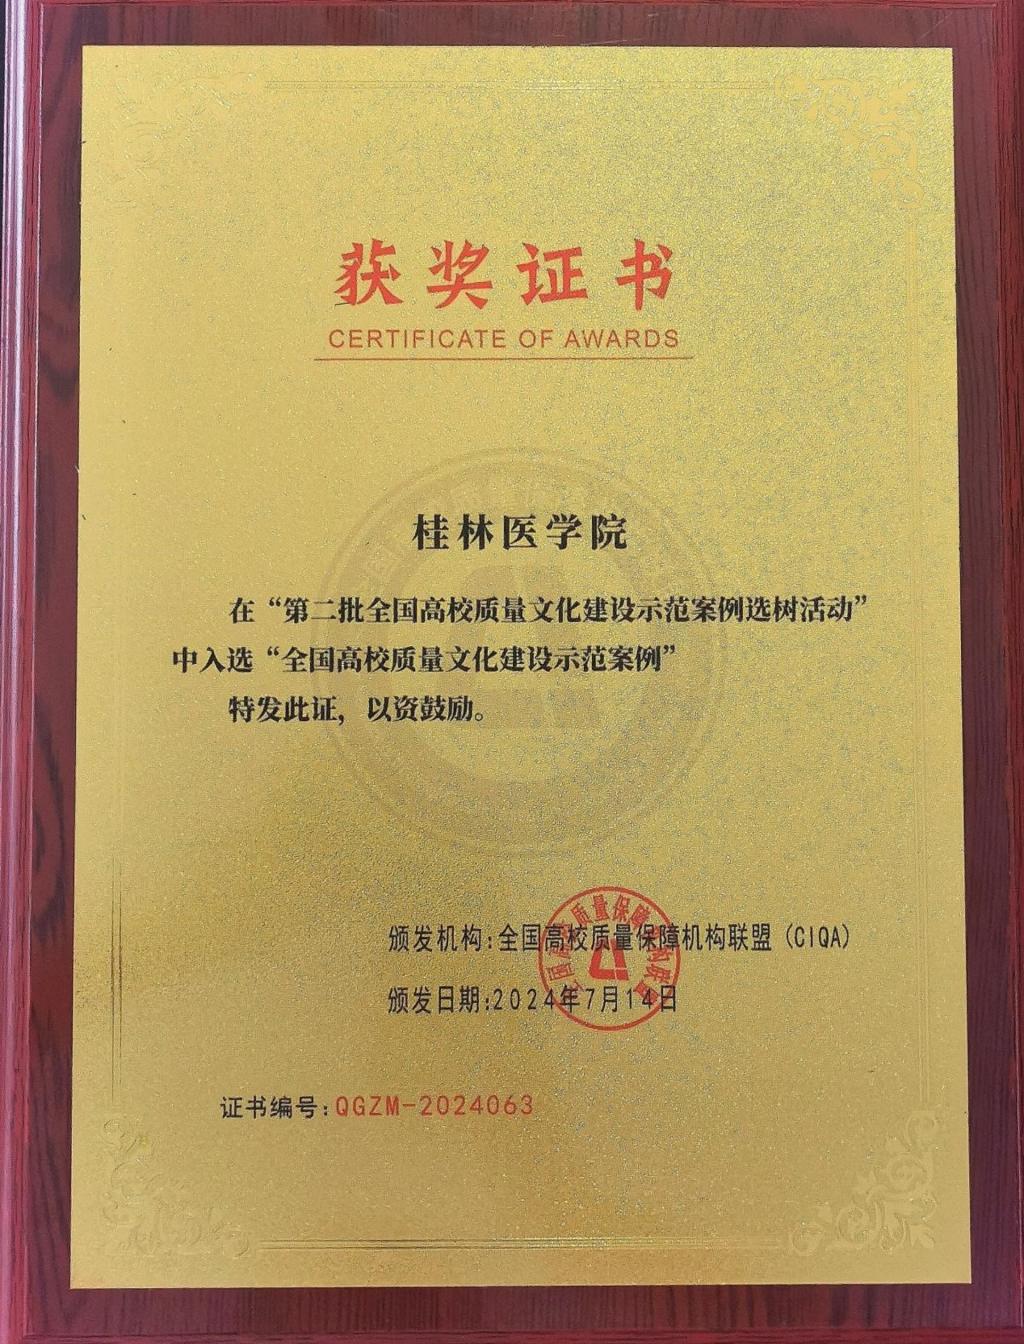 获奖证书
CERTIFICATE OF AWARDS
桂林医学院
在“第二批全国高校质量文化建设示范案例选树活动”
中入选“全国高校质量文化建设示范案例”
特发此证，以资鼓励。
颁发机构:全国高校质量保障机构联盟（CIQA）
颁发日期:2024年7月14日
证书编号:QGZM-2024063